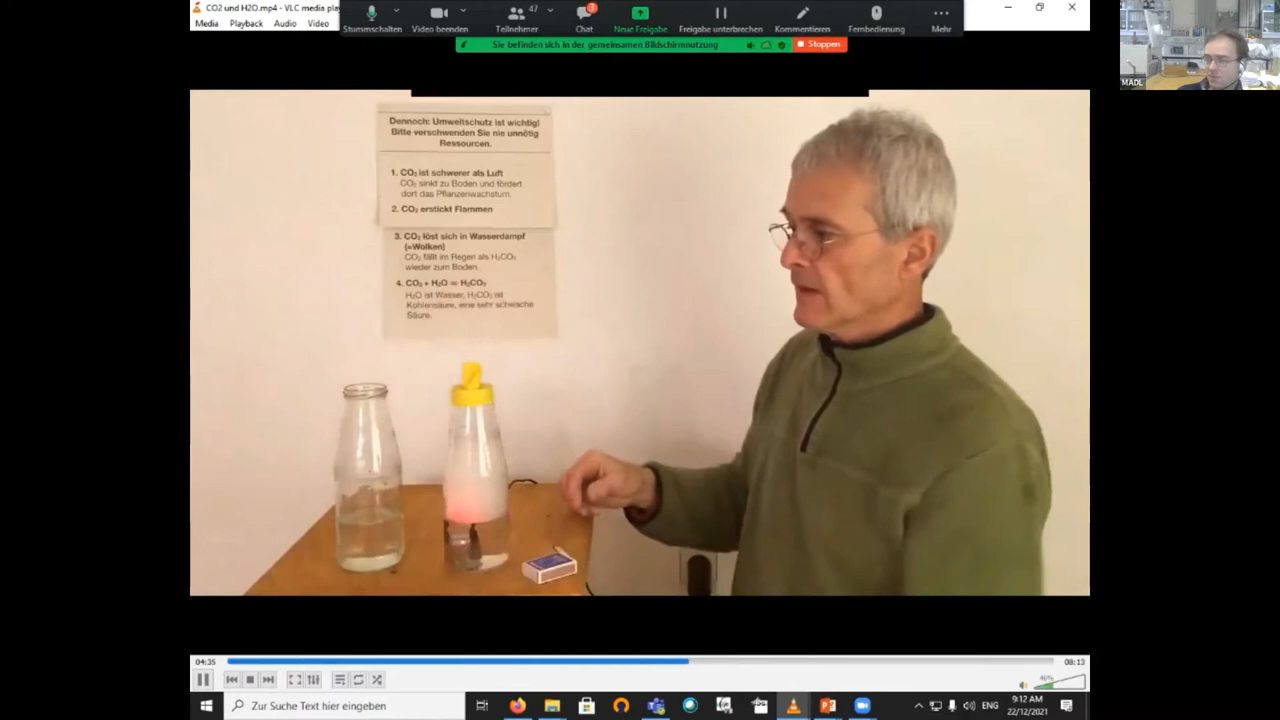 CO2 und H2O.mp4 - VLC media play
Media Playback Audio Video
Stummschalten Video beenden Teilnehmer 47 Chat 3 Neue Freigabe Freigabe unterbrechen Kommentieren Fernbedienung Mehr
Sie befinden sich in der gemeinsamen Bildschirmnutzung Stoppen
MADL
Dennoch: Umweltschutz ist wichtig!
Bitte verschwenden Sie nie unnötig
Ressourcen.
1. CO₂ ist schwerer als Luft
CO₂ sinkt zu Boden und fördert
dort das Pflanzenwachstum.
2. CO₂ erstickt Flammen
3. CO₂ löst sich in Wasserdampf
(=Wolken)
CO₂ fällt im Regen als H₂CO₃
wieder zum Boden.
4. CO₂ + H₂O = H₂CO₃
H₂O ist Wasser, H₂CO₃ ist
Kohlensäure, eine sehr schwache
Säure.
04:35 08:13
46%
Zur Suche Text hier eingeben
ENG
9:12 AM
22/12/2021